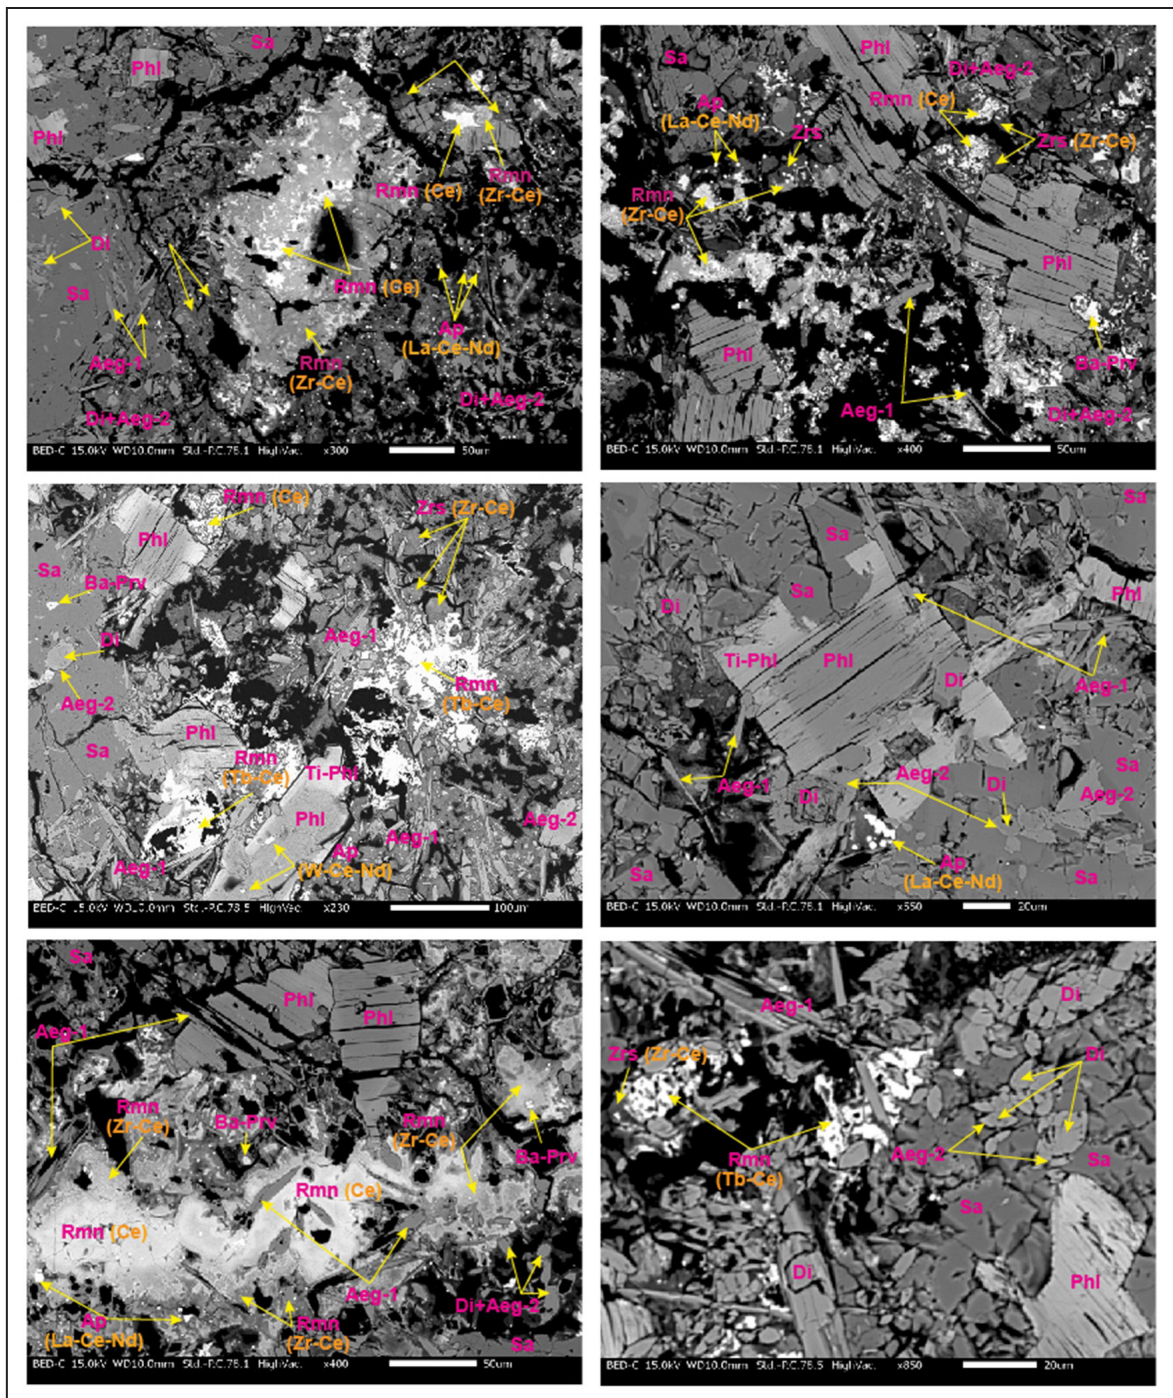 Sa
Phl
Phl
Rmn (Ce)
Rmn
(Zr-Ce)
Di
Sa
Rmn (Ce)
Aeg-1
Rmn
(Zr-Ce)
Ap
(La-Ce-Nd)
Di+Aeg-2
Di+Aeg-2
BED-C 15.0kV WD10.0mm Std.-P.C.78.1 HighVac. x300 50um
Sa
Phl
Di+Aeg-2
Ap
(La-Ce-Nd)
Rmn (Ce)
Zrs
Zrs (Zr-Ce)
Rmn
(Zr-Ce)
Phl
Phl
Ba-Prv
Aeg-1
Di+Aeg-2
BED-C 15.0kV WD10.0mm Std.-P.C.78.1 HighVac. x400 50um
Rmn (Ce)
Zrs (Zr-Ce)
Phl
Sa
Ba-Prv
Di
Aeg-1
Aeg-2
Rmn
(Tb-Ce)
Phl
Sa
Rmn
(Tb-Ce)
Ti-Phl
Phl
Aeg-1
Aeg-2
Aeg-1
Ap
(W-Ce-Nd)
BED-C 15.0kV WD10.0mm Std.-P.C.78.5 HighVac. x230 100um
Sa
Sa
Sa
Phl
Di
Ti-Phl
Phl
Di
Aeg-1
Aeg-1
Aeg-2
Di
Sa
Aeg-2
Di
Ap
(La-Ce-Nd)
Sa
Sa
BED-C 15.0kV WD10.0mm Std.-P.C.78.1 HighVac. x550 20um
Sa
Phl
Phl
Aeg-1
Rmn
(Zr-Ce)
Ba-Prv
Rmn
(Zr-Ce)
Ba-Prv
Rmn (Ce)
Rmn (Ce)
Aeg-1
Di+Aeg-2
Ap
(La-Ce-Nd)
Rmn
(Zr-Ce)
Sa
BED-C 15.0kV WD10.0mm Std.-P.C.78.1 HighVac. x400 50um
Aeg-1
Di
Zrs (Zr-Ce)
Di
Rmn
(Tb-Ce)
Aeg-2
Sa
Sa
Di
Phl
BED-C 15.0kV WD10.0mm Std.-P.C.78.5 HighVac. x850 20um